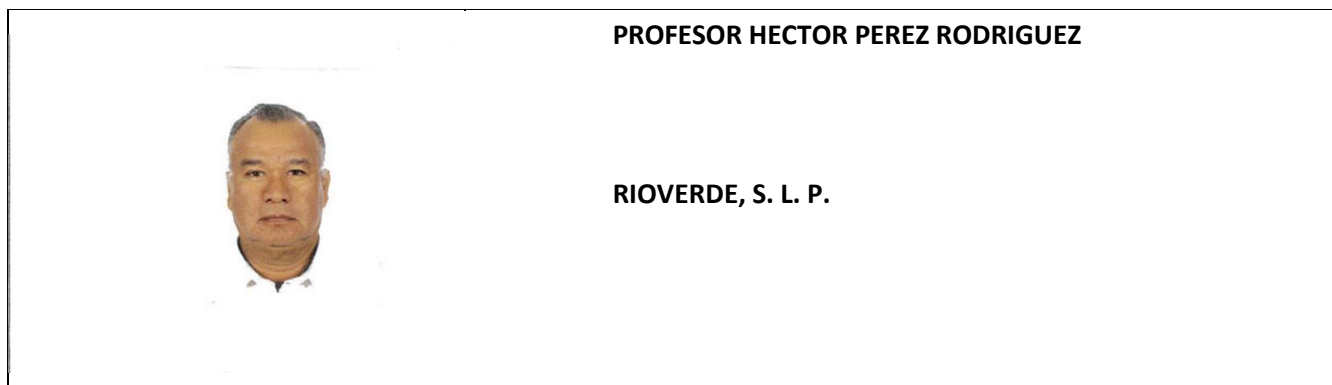 PROFESOR HECTOR PEREZ RODRIGUEZ
RIOVERDE, S. L. P.